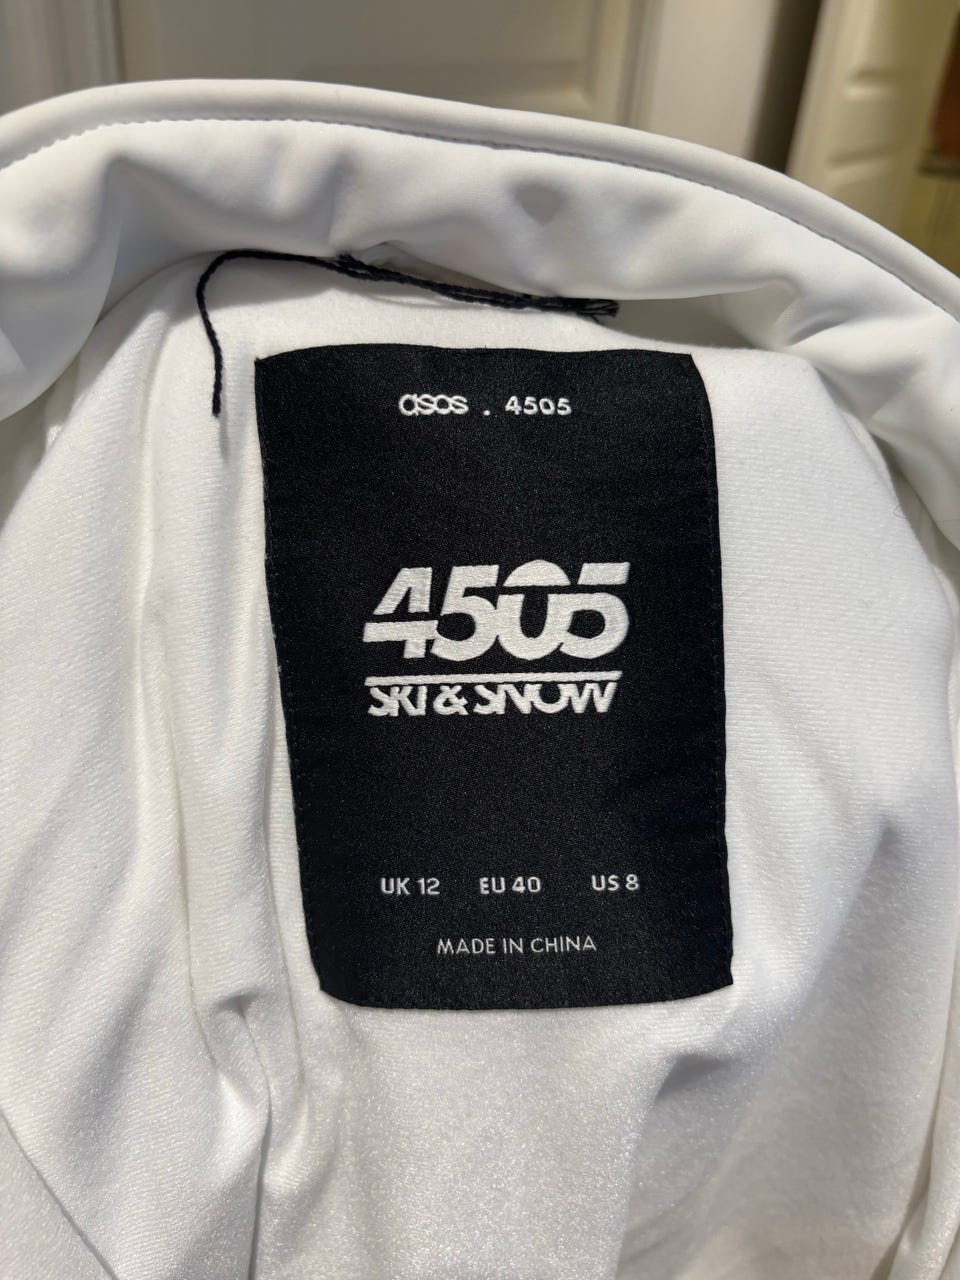 asos . 4505
4505
SKI & SNOW
UK 12 EU 40 US 8
MADE IN CHINA